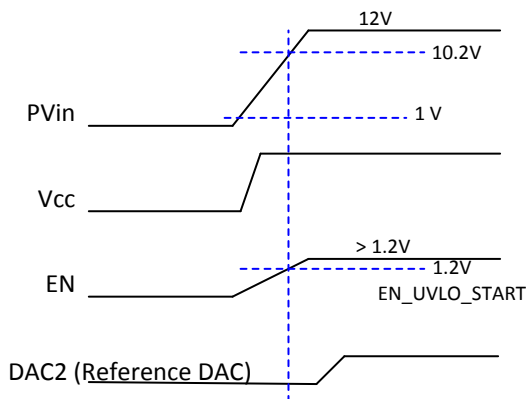 12V
10.2V
PVin
1 V
Vcc
> 1.2V
1.2V
EN
EN_UVLO_START
DAC2 (Reference DAC)